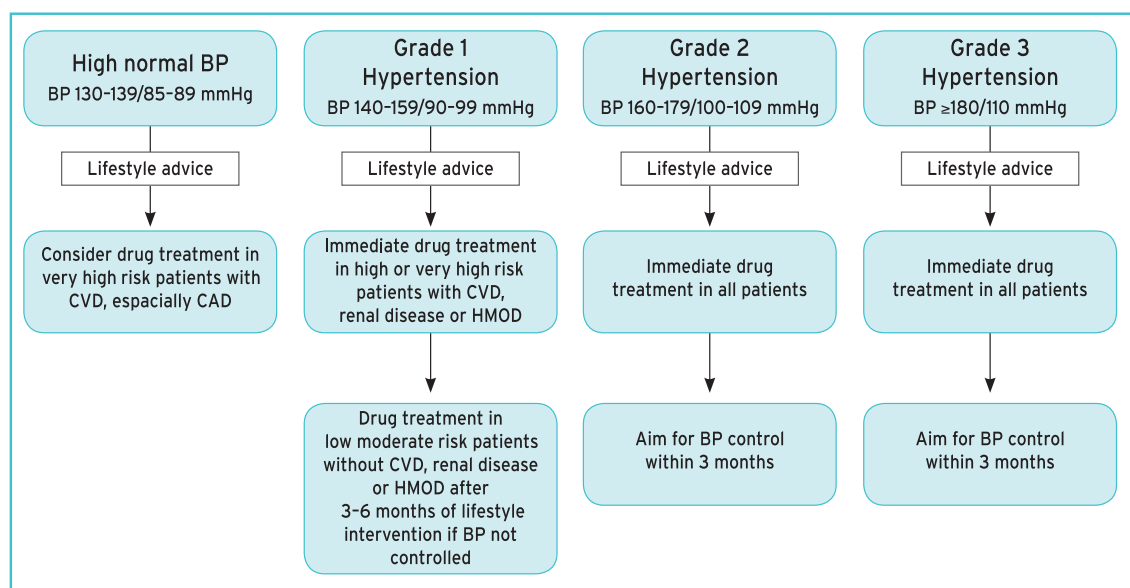 High normal BP
BP 130–139/85–89 mmHg
Lifestyle advice
Consider drug treatment in
very high risk patients with
CVD, espacially CAD
Grade 1
Hypertension
BP 140–159/90–99 mmHg
Lifestyle advice
Immediate drug treatment
in high or very high risk
patients with CVD,
renal disease or HMOD
Drug treatment in
low moderate risk patients
without CVD, renal disease
or HMOD after
3–6 months of lifestyle
intervention if BP not
controlled
Grade 2
Hypertension
BP 160–179/100–109 mmHg
Lifestyle advice
Immediate drug
treatment in all patients
Aim for BP control
within 3 months
Grade 3
Hypertension
BP ≥180/110 mmHg
Lifestyle advice
Immediate drug
treatment in all patients
Aim for BP control
within 3 months